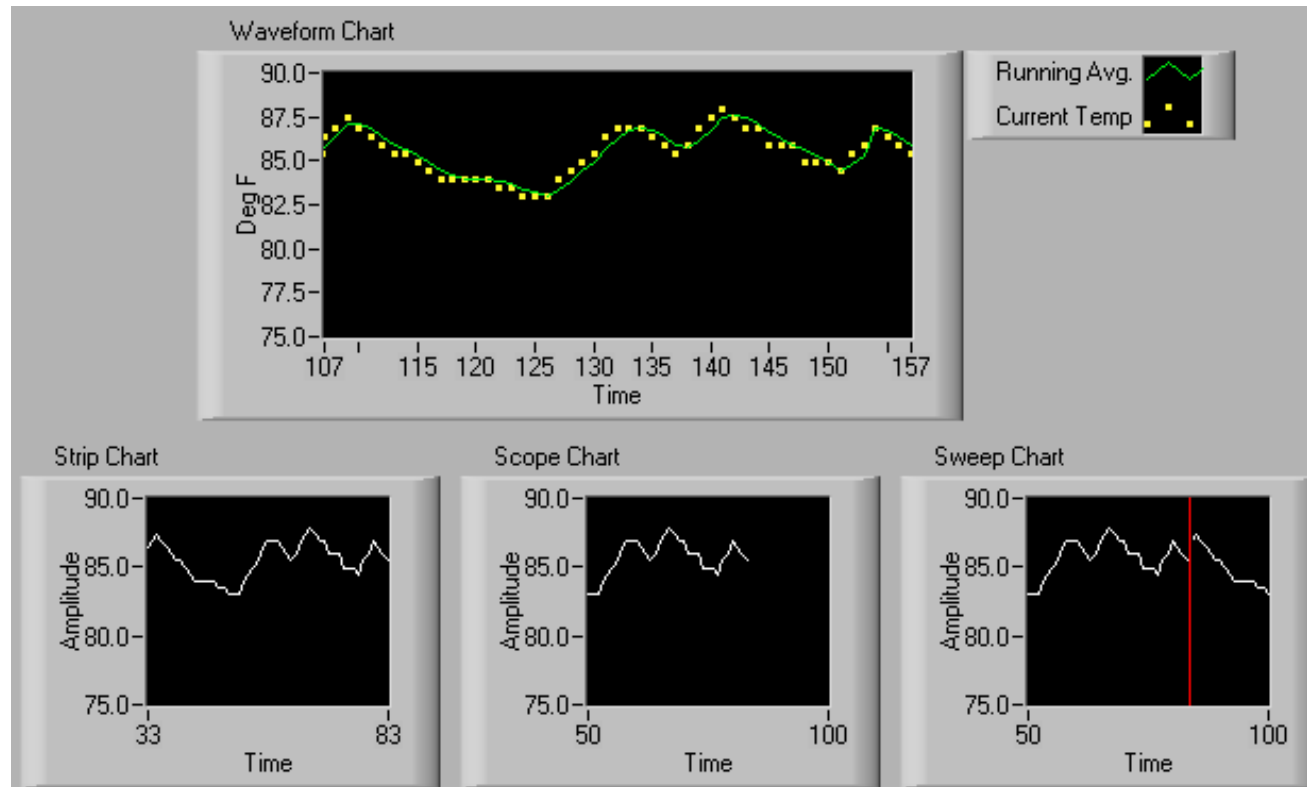 Waveform Chart
90.0
87.5
85.0
82.5
80.0
77.5
75.0
Deg F
107 115 120 125 130 135 140 145 150 157
Time
Running Avg.
Current Temp
Strip Chart
90.0
85.0
80.0
75.0
Amplitude
33 83
Time
Scope Chart
90.0
85.0
80.0
75.0
Amplitude
50 100
Time
Sweep Chart
90.0
85.0
80.0
75.0
Amplitude
50 100
Time